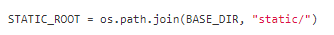 STATIC_ROOT = os.path.join(BASE_DIR, "static/")